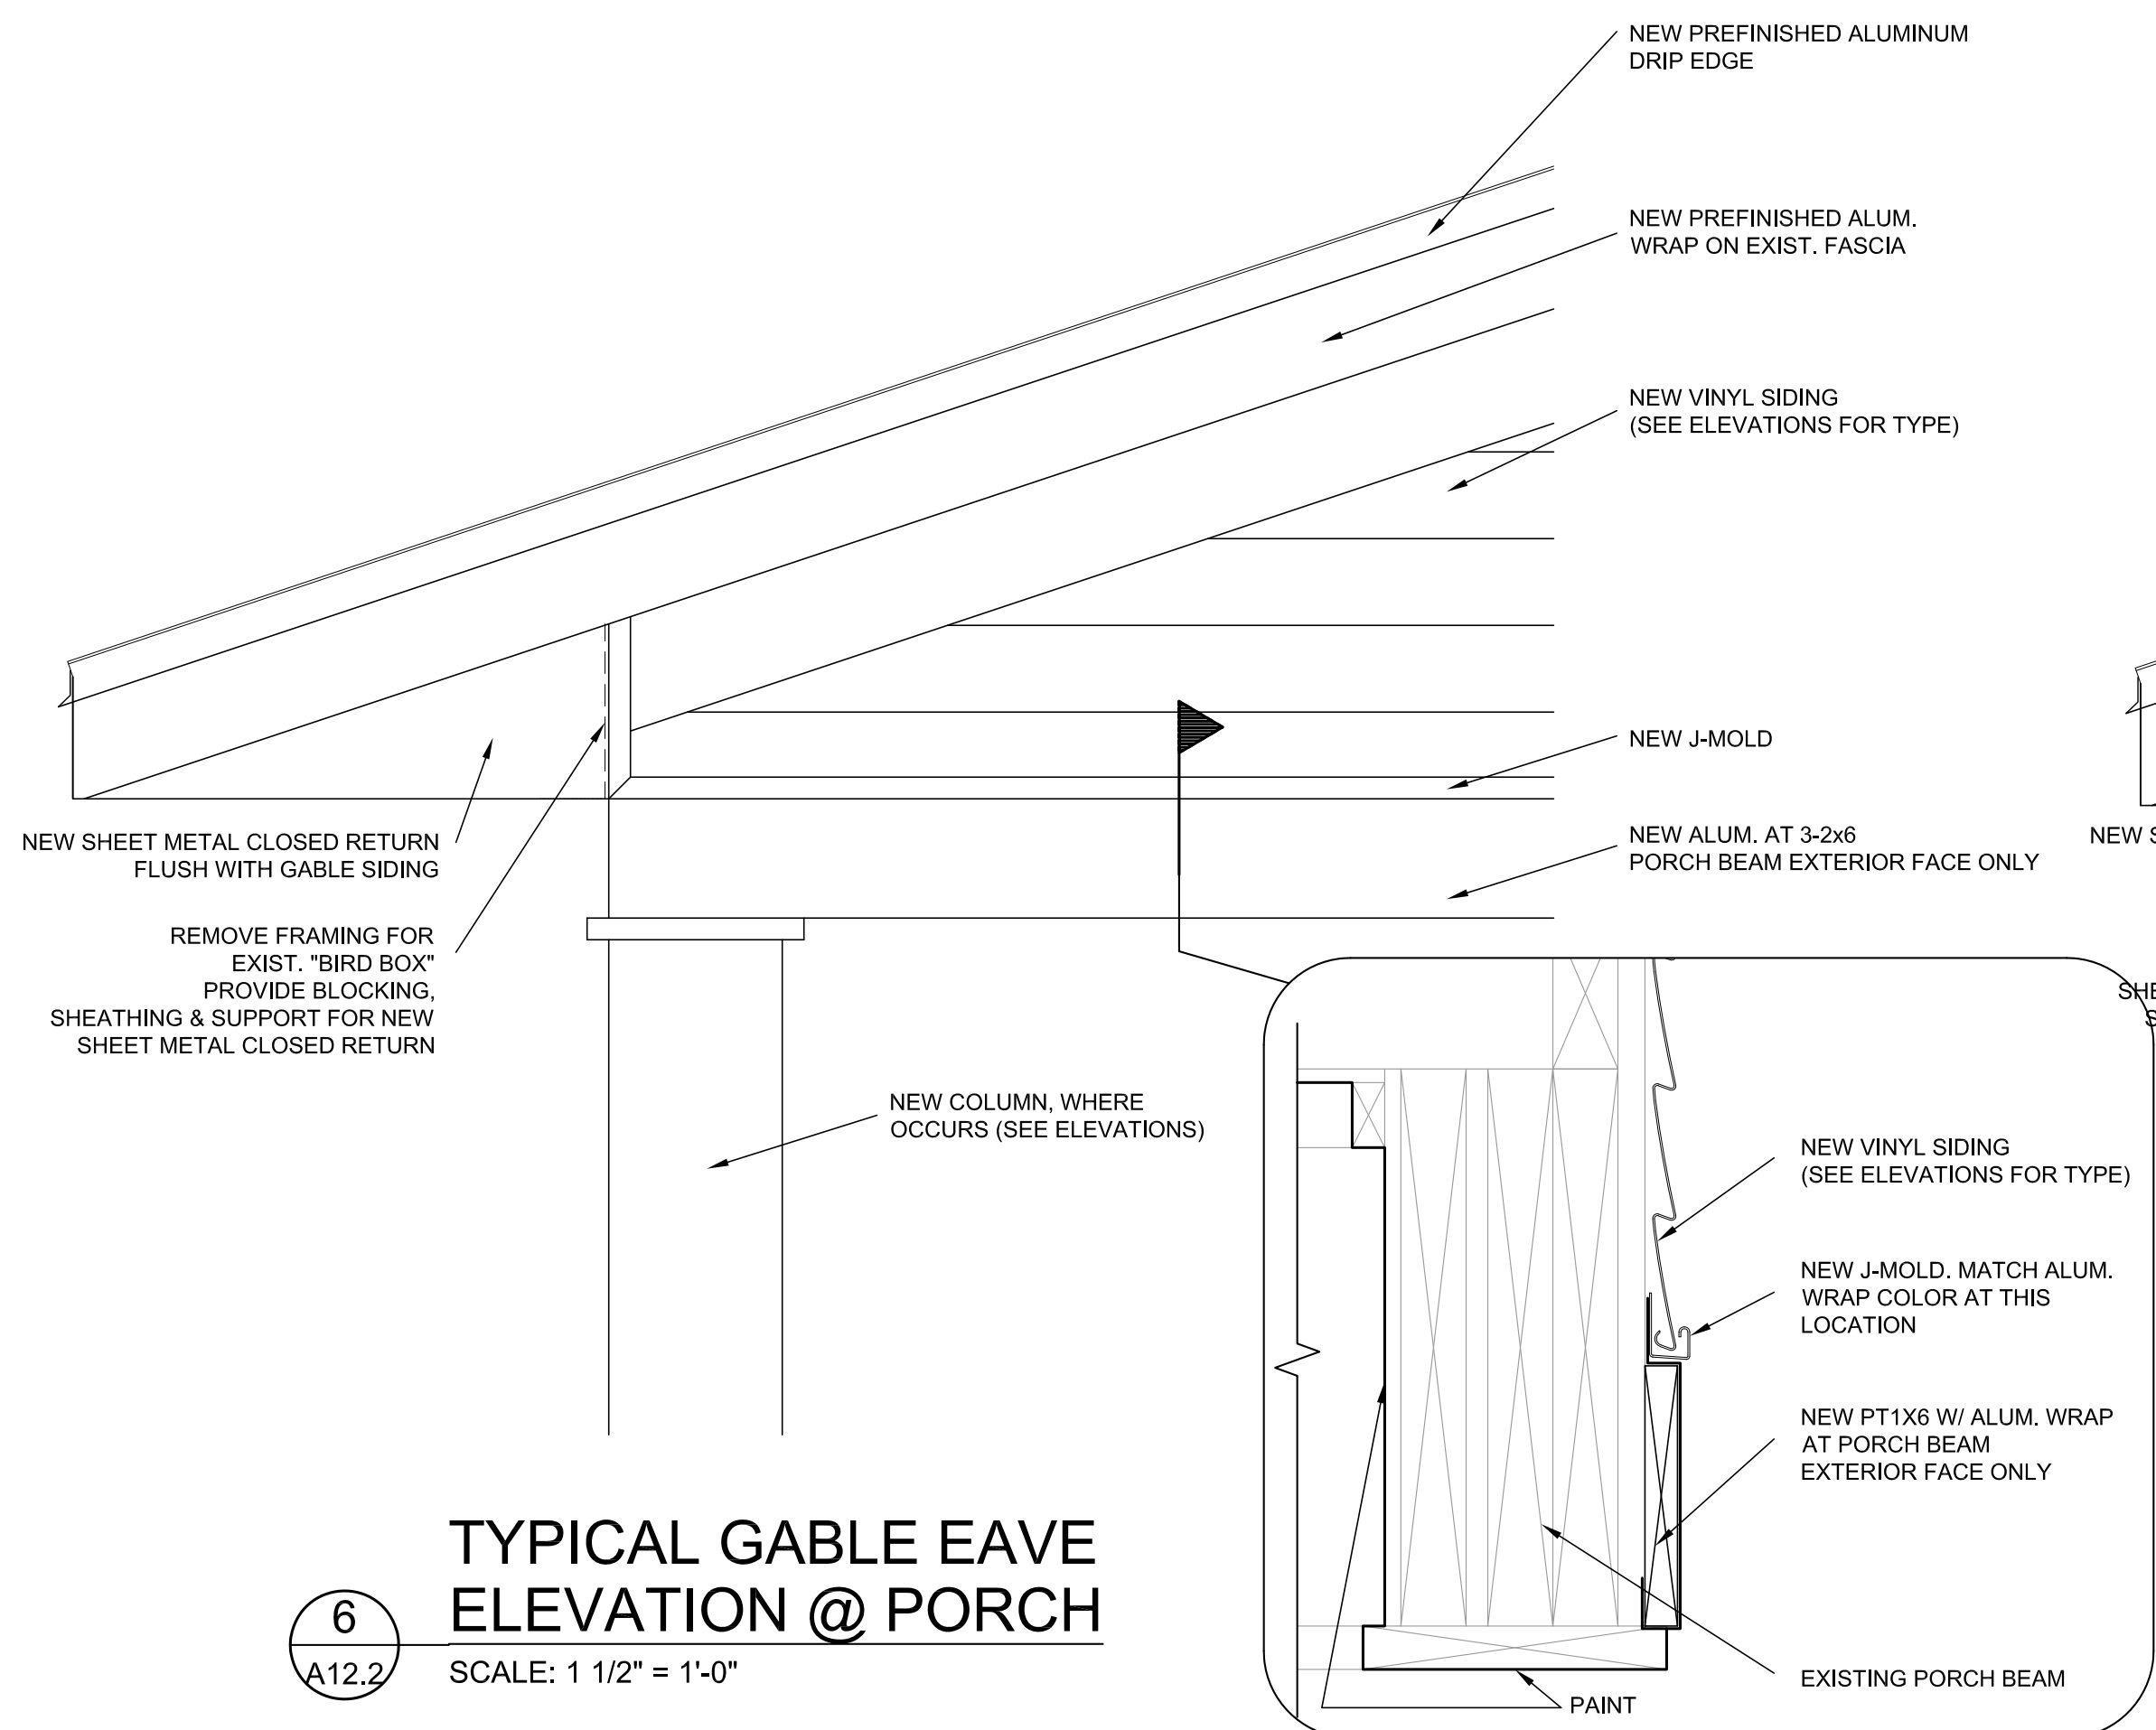 NEW PREFINISHED ALUMINUM
DRIP EDGE
NEW PREFINISHED ALUM.
WRAP ON EXIST. FASCIA
NEW VINYL SIDING
(SEE ELEVATIONS FOR TYPE)
NEW J-MOLD
NEW ALUM. AT 3-2x6
PORCH BEAM EXTERIOR FACE ONLY
NEW SHEET METAL CLOSED RETURN
FLUSH WITH GABLE SIDING
REMOVE FRAMING FOR
EXIST. "BIRD BOX"
PROVIDE BLOCKING,
SHEATHING & SUPPORT FOR NEW
SHEET METAL CLOSED RETURN
NEW COLUMN, WHERE
OCCURS (SEE ELEVATIONS)
NEW VINYL SIDING
(SEE ELEVATIONS FOR TYPE)
NEW J-MOLD. MATCH ALUM.
WRAP COLOR AT THIS
LOCATION
NEW PT1X6 W/ ALUM. WRAP
AT PORCH BEAM
EXTERIOR FACE ONLY
EXISTING PORCH BEAM
PAINT
TYPICAL GABLE EAVE
ELEVATION @ PORCH
SCALE: 1 1/2" = 1'-0"
6
A12.2
NEW